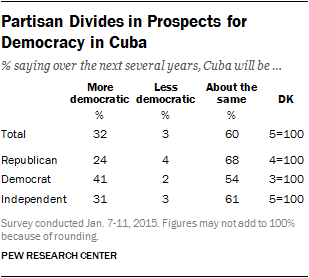 Partisan Divides in Prospects for
Democracy in Cuba
% saying over the next several years, Cuba will be ...
More democratic Less democratic About the same DK
% % %
Total 32 3 60 5=100
Republican 24 4 68 4=100
Democrat 41 2 54 3=100
Independent 31 3 61 5=100
Survey conducted Jan. 7-11, 2015. Figures may not add to 100%
because of rounding.
PEW RESEARCH CENTER